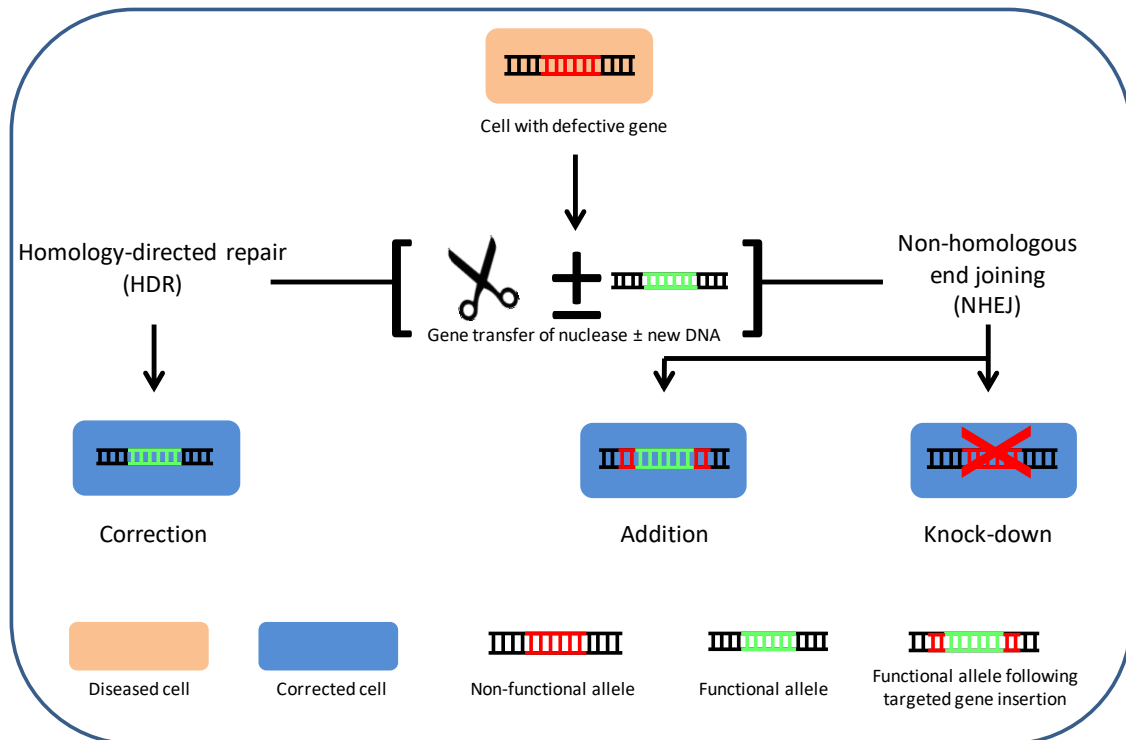 Cell with defective gene
Homology-directed repair
(HDR)
Non-homologous
end joining
(NHEJ)
Gene transfer of nuclease ± new DNA
Correction
Addition
Knock-down
Diseased cell
Corrected cell
Non-functional allele
Functional allele
Functional allele following
targeted gene insertion